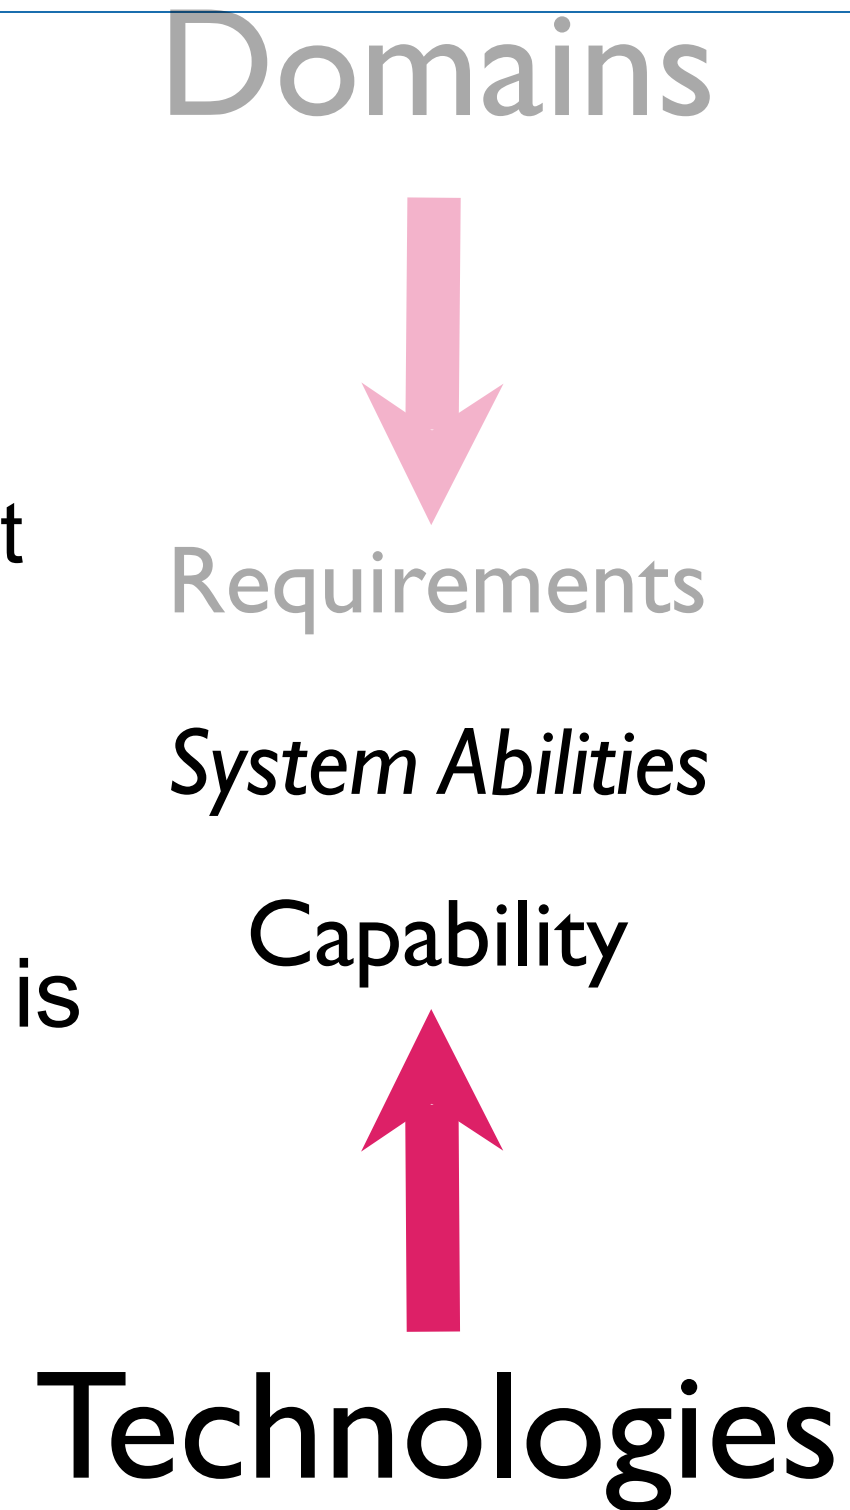 Domains
t
Requirements
System Abilities
Capability
is
Technologies